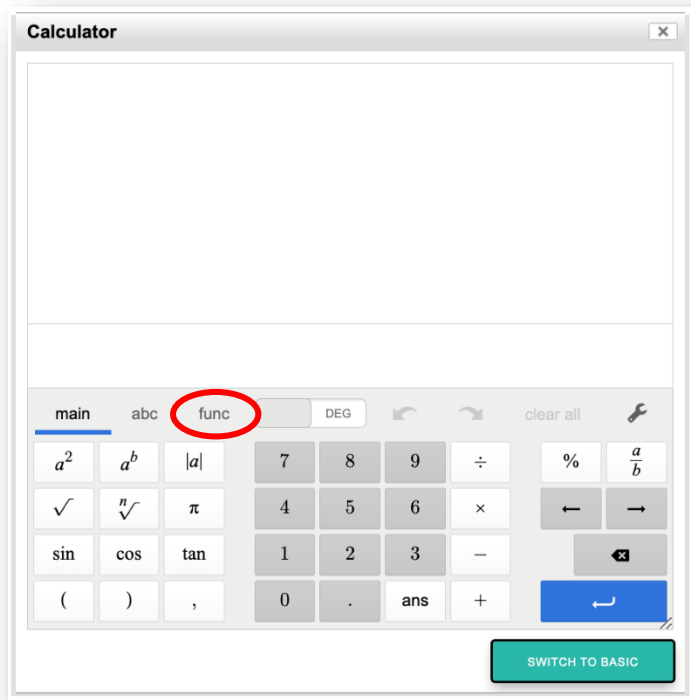 Calculator
main abc func DEG clear all
a² aᵇ |a| 7 8 9 ÷ % a/b
√ ⁿ√ π 4 5 6 × ← →
sin cos tan 1 2 3 −
( ) , 0 . ans +
SWITCH TO BASIC